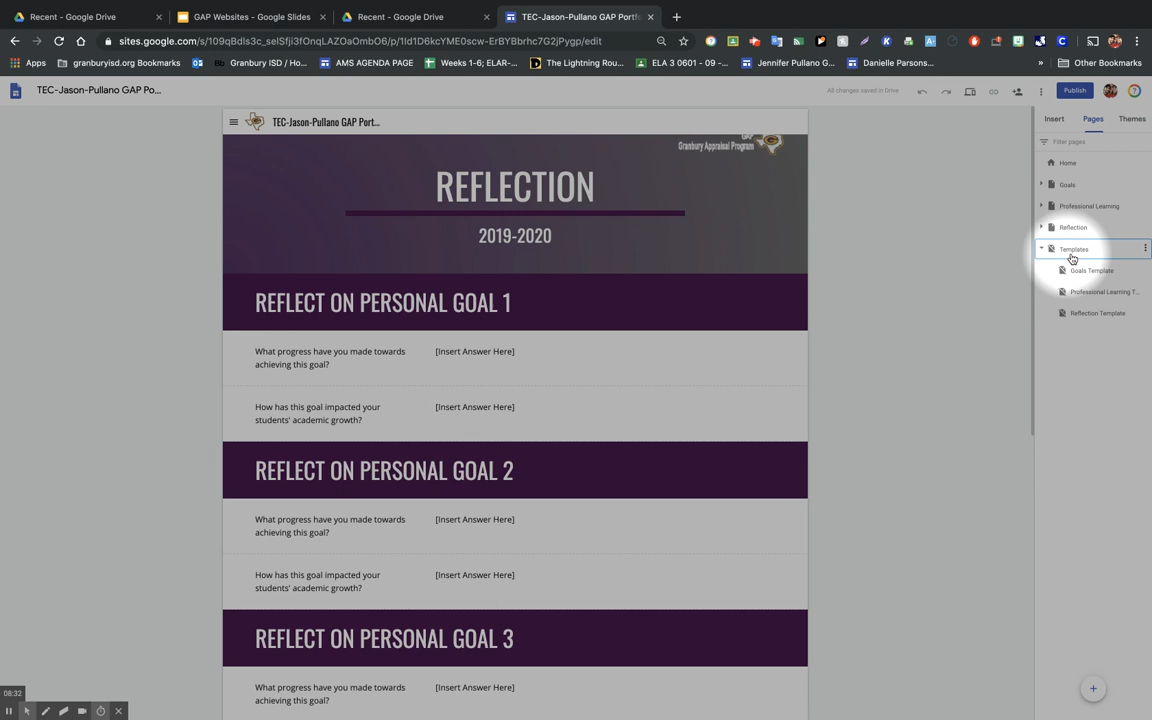 Recent - Google Drive
GAP Websites - Google Slides
Recent - Google Drive
TEC-Jason-Pullano GAP Portfo
sites.google.com/s/109qBdls3c_selSfji3fOnqLAZOaOmbO6/p/1Id1D6kcYME0scw-ErBYBbrhc7G2jPygp/edit
Apps
granburyisd.org Bookmarks
Granbury ISD / Ho...
AMS AGENDA PAGE
Weeks 1-6; ELAR-...
The Lightning Rou...
ELA 3 0601 - 09 -...
Jennifer Pullano G...
Danielle Parsons...
»
Other Bookmarks
TEC-Jason-Pullano GAP Po...
All changes saved in Drive
Publish
Insert
Pages
Themes
Filter pages
Home
Goals
Professional Learning
Reflection
Templates
Goals Template
Professional Learning T...
Reflection Template
TEC-Jason-Pullano GAP Port...
GAP
Granbury Appraisal Program
REFLECTION
2019-2020
REFLECT ON PERSONAL GOAL 1
What progress have you made towards
achieving this goal?
[Insert Answer Here]
How has this goal impacted your
students' academic growth?
[Insert Answer Here]
REFLECT ON PERSONAL GOAL 2
What progress have you made towards
achieving this goal?
[Insert Answer Here]
How has this goal impacted your
students' academic growth?
[Insert Answer Here]
REFLECT ON PERSONAL GOAL 3
What progress have you made towards
achieving this goal?
[Insert Answer Here]
08:32